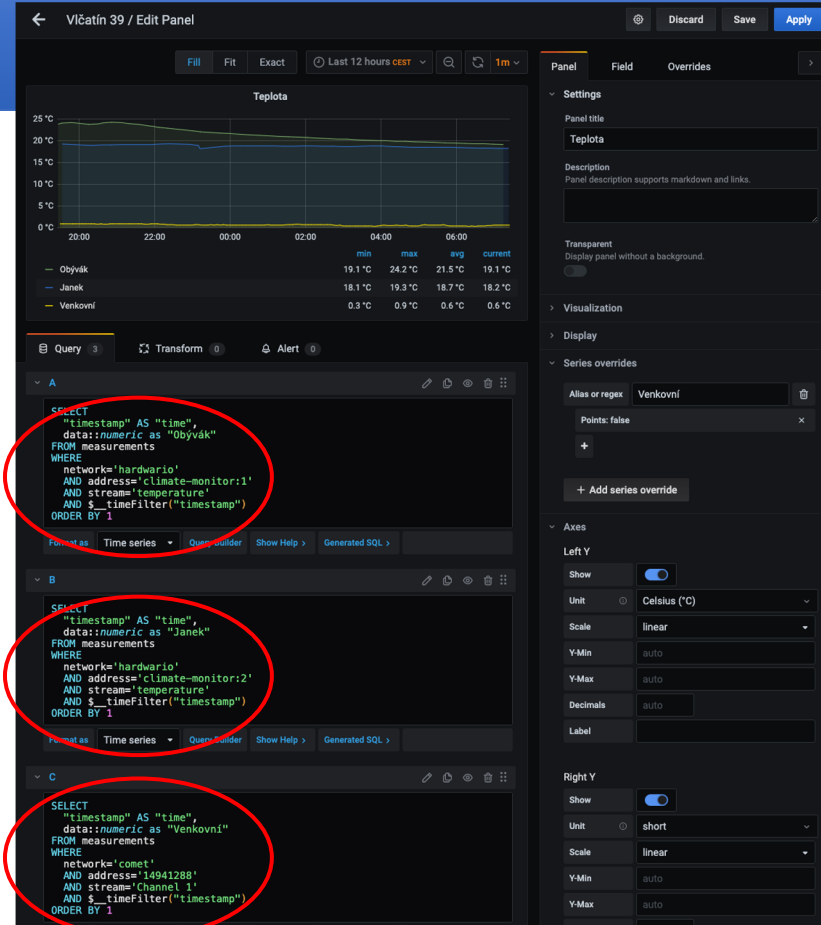 Vlčatín 39 / Edit Panel
Discard
Save
Apply
Fill
Fit
Exact
Last 12 hours CEST
1m
Teplota
25 °C
20 °C
15 °C
10 °C
5 °C
0 °C
20:00
22:00
00:00
02:00
04:00
06:00
min max avg current
Obývák 19.1 °C 24.2 °C 21.5 °C 19.1 °C
Janek 18.1 °C 19.3 °C 18.7 °C 18.2 °C
Venkovní 0.3 °C 0.9 °C 0.6 °C 0.6 °C
Query 3
Transform 0
Alert 0
A
SELECT
"timestamp" AS "time",
data::numeric as "Obývák"
FROM measurements
WHERE
network='hardwario'
AND address='climate-monitor:1'
AND stream='temperature'
AND $__timeFilter("timestamp")
ORDER BY 1
Format as
Time series
Query Builder
Show Help >
Generated SQL >
B
SELECT
"timestamp" AS "time",
data::numeric as "Janek"
FROM measurements
WHERE
network='hardwario'
AND address='climate-monitor:2'
AND stream='temperature'
AND $__timeFilter("timestamp")
ORDER BY 1
Format as
Time series
Query Builder
Show Help >
Generated SQL >
C
SELECT
"timestamp" AS "time",
data::numeric as "Venkovní"
FROM measurements
WHERE
network='comet'
AND address='14941288'
AND stream='Channel 1'
AND $__timeFilter("timestamp")
ORDER BY 1
Panel
Field
Overrides
Settings
Panel title
Teplota
Description
Panel description supports markdown and links.
Transparent
Display panel without a background.
Visualization
Display
Series overrides
Alias or regex
Venkovní
Points: false
+ Add series override
Axes
Left Y
Show
Unit
Celsius (°C)
Scale
linear
Y-Min
auto
Y-Max
auto
Decimals
auto
Label
Right Y
Show
Unit
short
Scale
linear
Y-Min
auto
Y-Max
auto